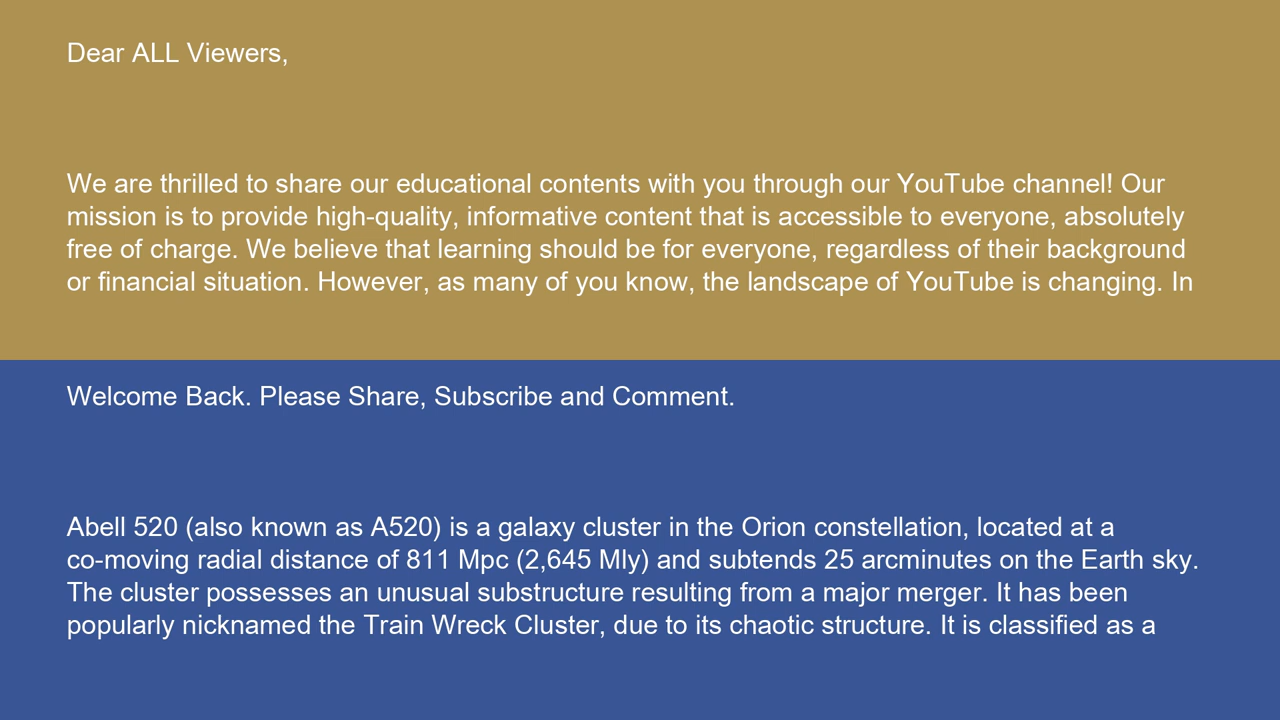 Dear ALL Viewers,
We are thrilled to share our educational contents with you through our YouTube channel! Our
mission is to provide high-quality, informative content that is accessible to everyone, absolutely
free of charge. We believe that learning should be for everyone, regardless of their background
or financial situation. However, as many of you know, the landscape of YouTube is changing. In
Welcome Back. Please Share, Subscribe and Comment.
Abell 520 (also known as A520) is a galaxy cluster in the Orion constellation, located at a
co-moving radial distance of 811 Mpc (2,645 Mly) and subtends 25 arcminutes on the Earth sky.
The cluster possesses an unusual substructure resulting from a major merger. It has been
popularly nicknamed the Train Wreck Cluster, due to its chaotic structure. It is classified as a